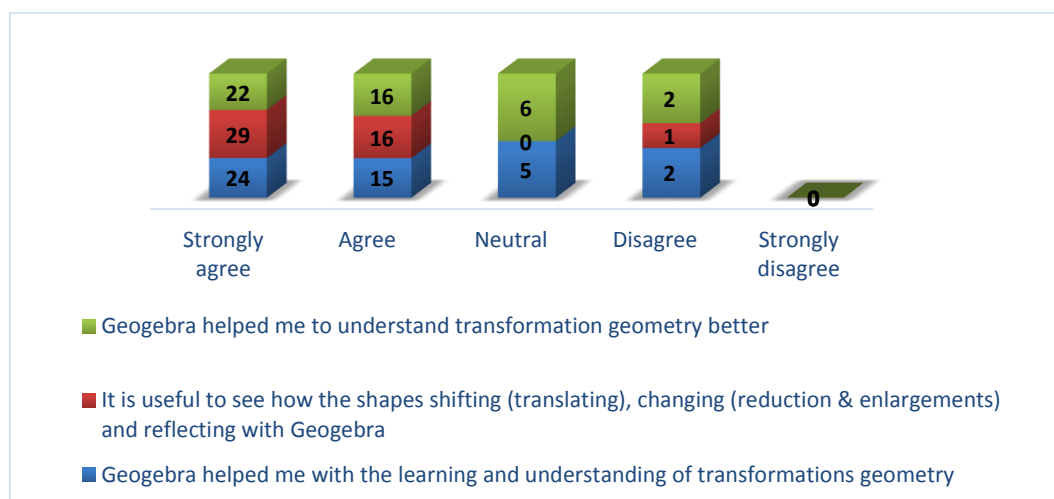 22
16
6
2
29
16
0
1
24
15
5
2
0
Strongly
agree
Agree
Neutral
Disagree
Strongly
disagree
Geogebra helped me to understand transformation geometry better
It is useful to see how the shapes shifting (translating), changing (reduction & enlargements)
and reflecting with Geogebra
Geogebra helped me with the learning and understanding of transformations geometry